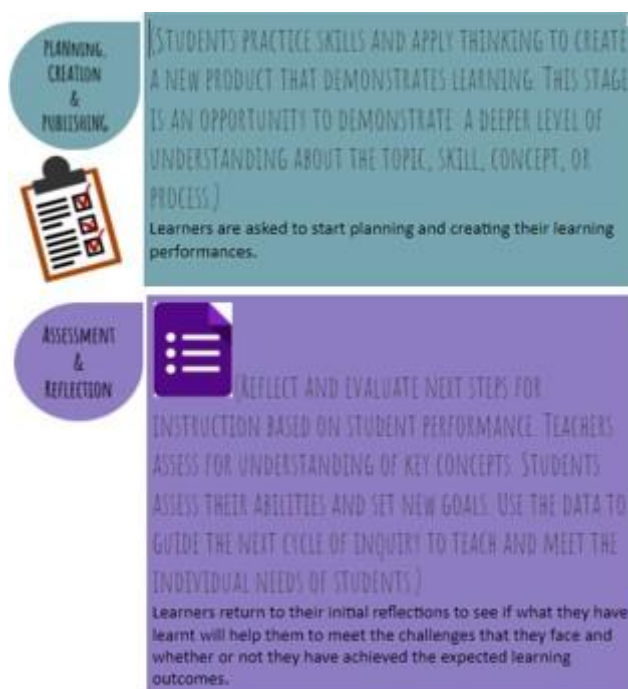 PLANNING,
CREATION
&
PUBLISHING
(STUDENTS PRACTICE SKILLS AND APPLY THINKING TO CREATE
A NEW PRODUCT THAT DEMONSTRATES LEARNING. THIS STAGE
IS AN OPPORTUNITY TO DEMONSTRATE A DEEPER LEVEL OF
UNDERSTANDING ABOUT THE TOPIC, SKILL, CONCEPT, OR
PROCESS.)
Learners are asked to start planning and creating their learning
performances.
ASSESSMENT
&
REFLECTION
(REFLECT AND EVALUATE NEXT STEPS FOR
INSTRUCTION BASED ON STUDENT PERFORMANCE. TEACHERS
ASSESS FOR UNDERSTANDING OF KEY CONCEPTS. STUDENTS
ASSESS THEIR ABILITIES AND SET NEW GOALS. USE THE DATA TO
GUIDE THE NEXT CYCLE OF INQUIRY TO TEACH AND MEET THE
INDIVIDUAL NEEDS OF STUDENTS.)
Learners return to their initial reflections to see if what they have
learnt will help them to meet the challenges that they face and
whether or not they have achieved the expected learning
outcomes.